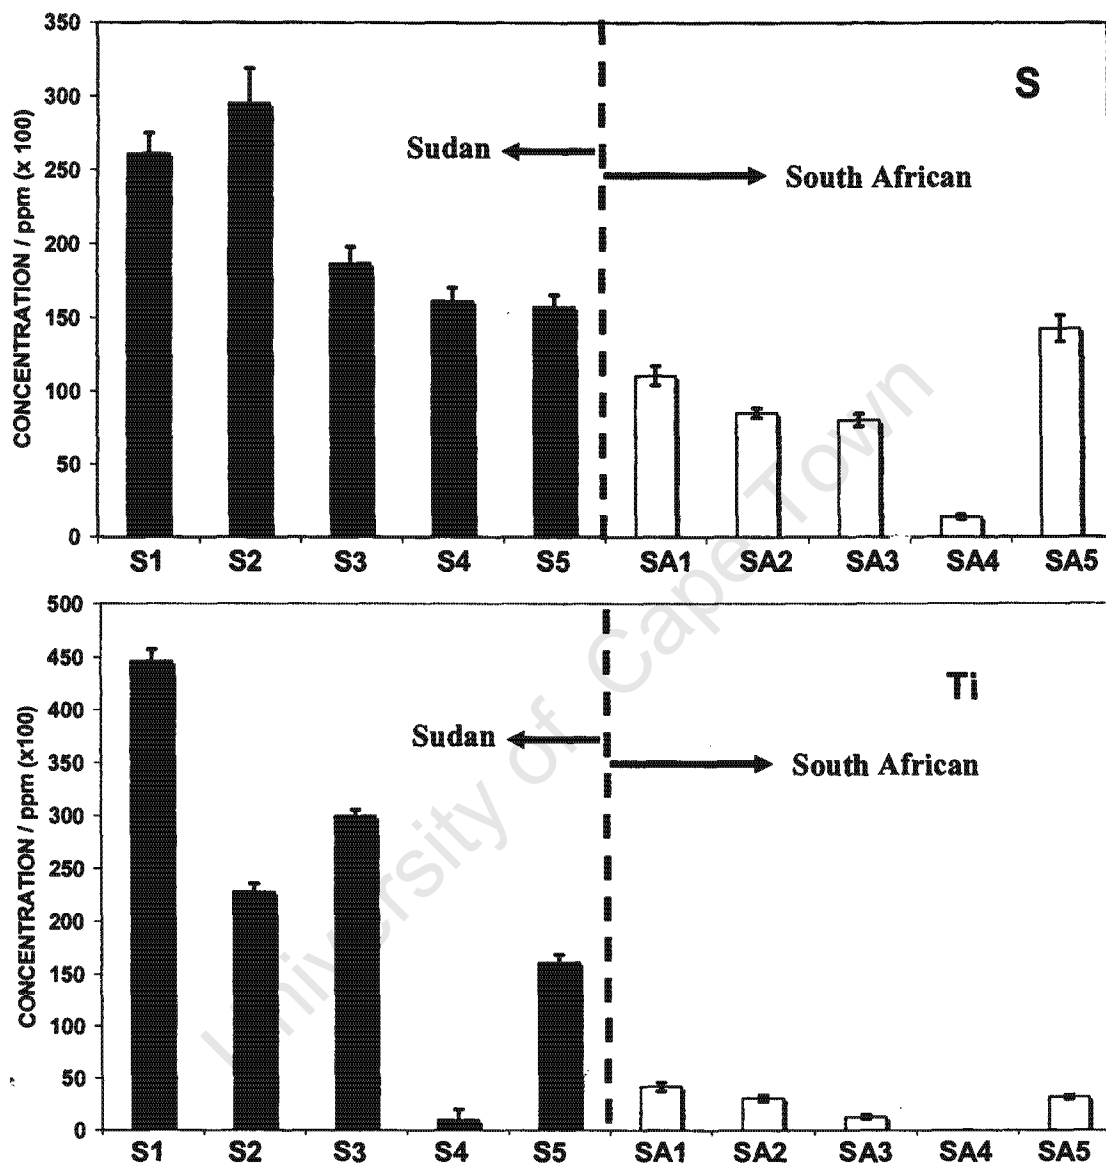 CONCENTRATION / ppm (x 100)
350
300
250
200
150
100
50
0
S
Sudan
South African
S1 S2 S3 S4 S5 SA1 SA2 SA3 SA4 SA5
CONCENTRATION / ppm (x100)
500
450
400
350
300
250
200
150
100
50
0
Ti
Sudan
South African
S1 S2 S3 S4 S5 SA1 SA2 SA3 SA4 SA5
University of Cape Town